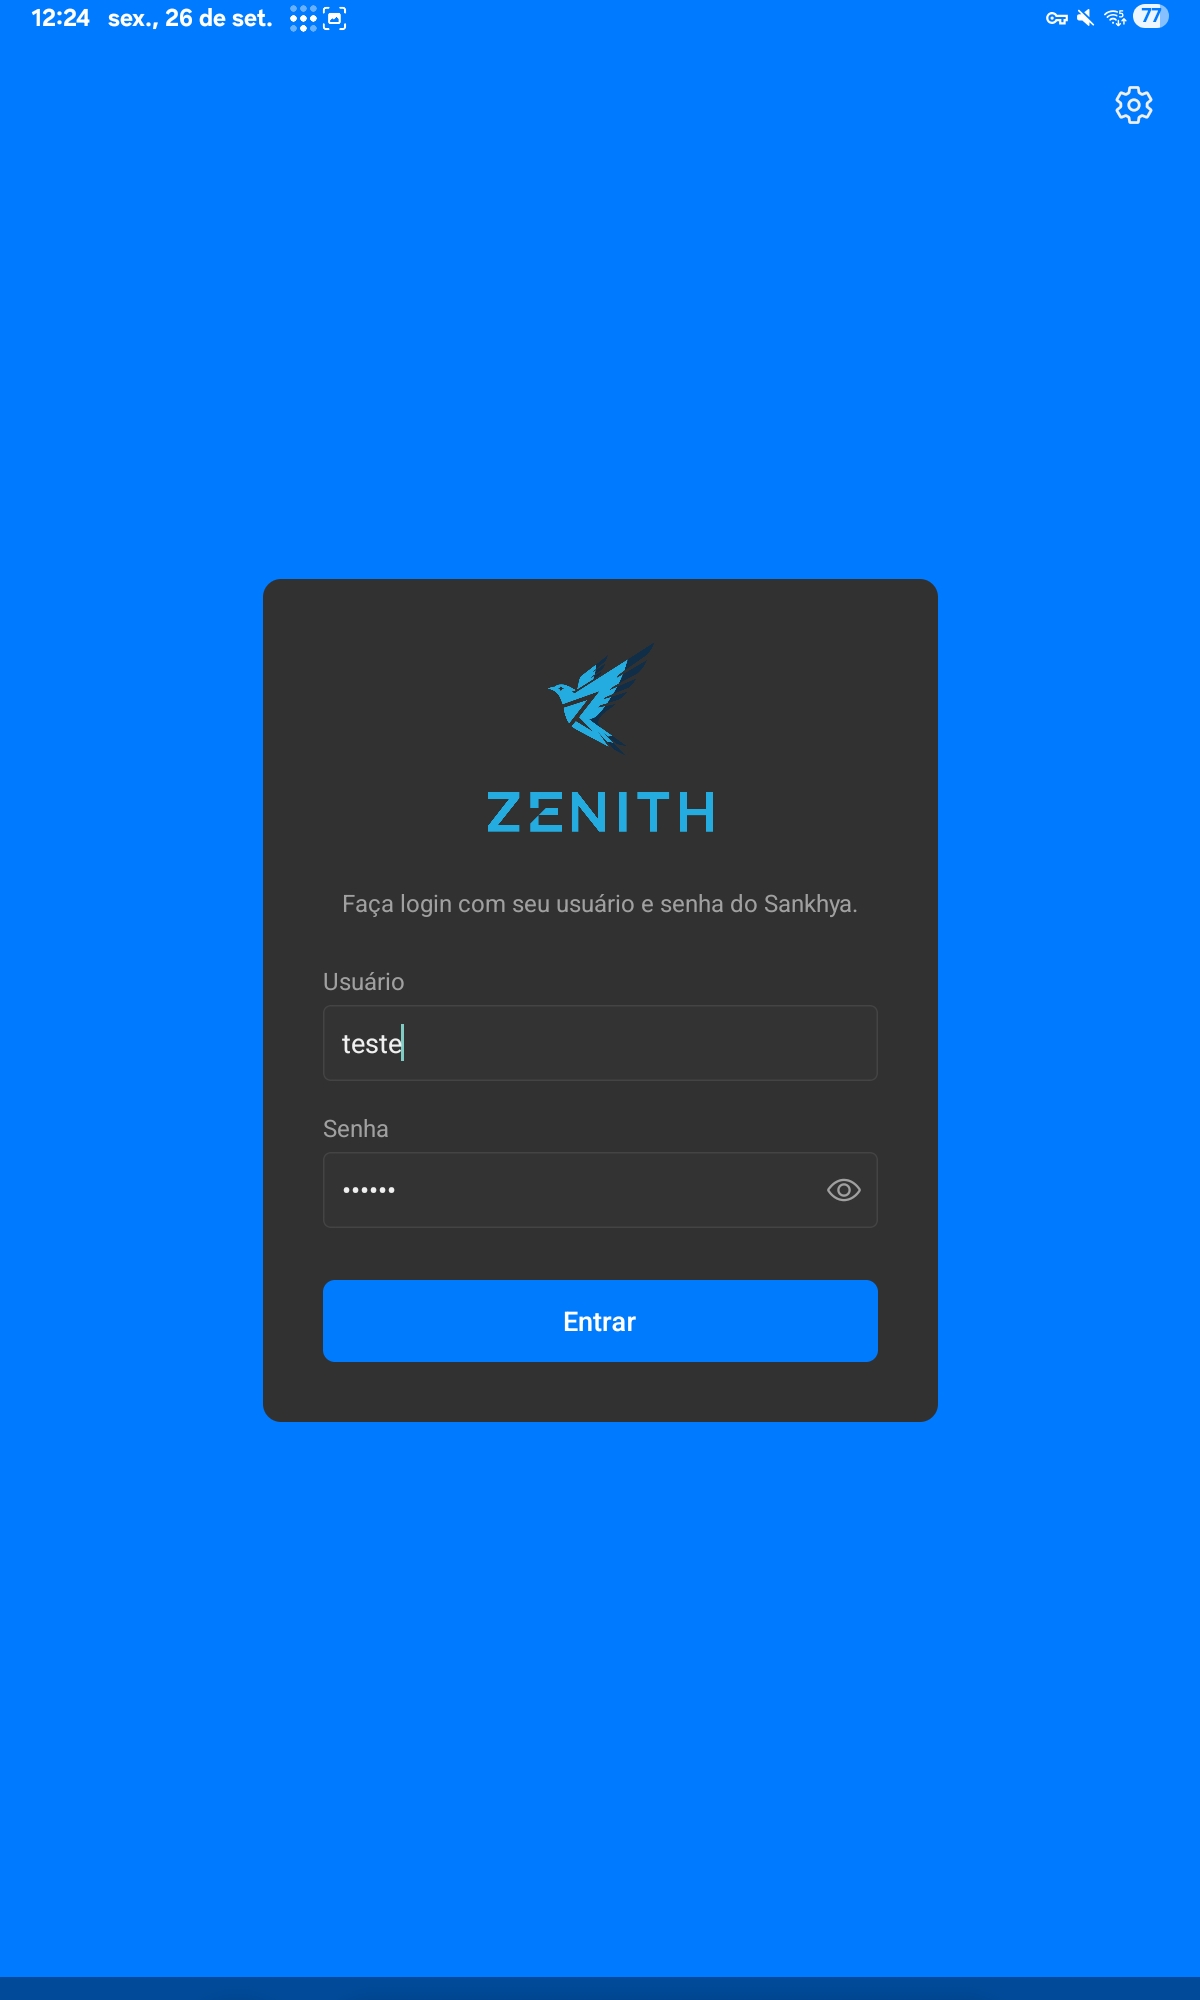 12:24 sex., 26 de set. 77
ZENITH
Faça login com seu usuário e senha do Sankhya.
Usuário
teste
Senha
••••••
Entrar